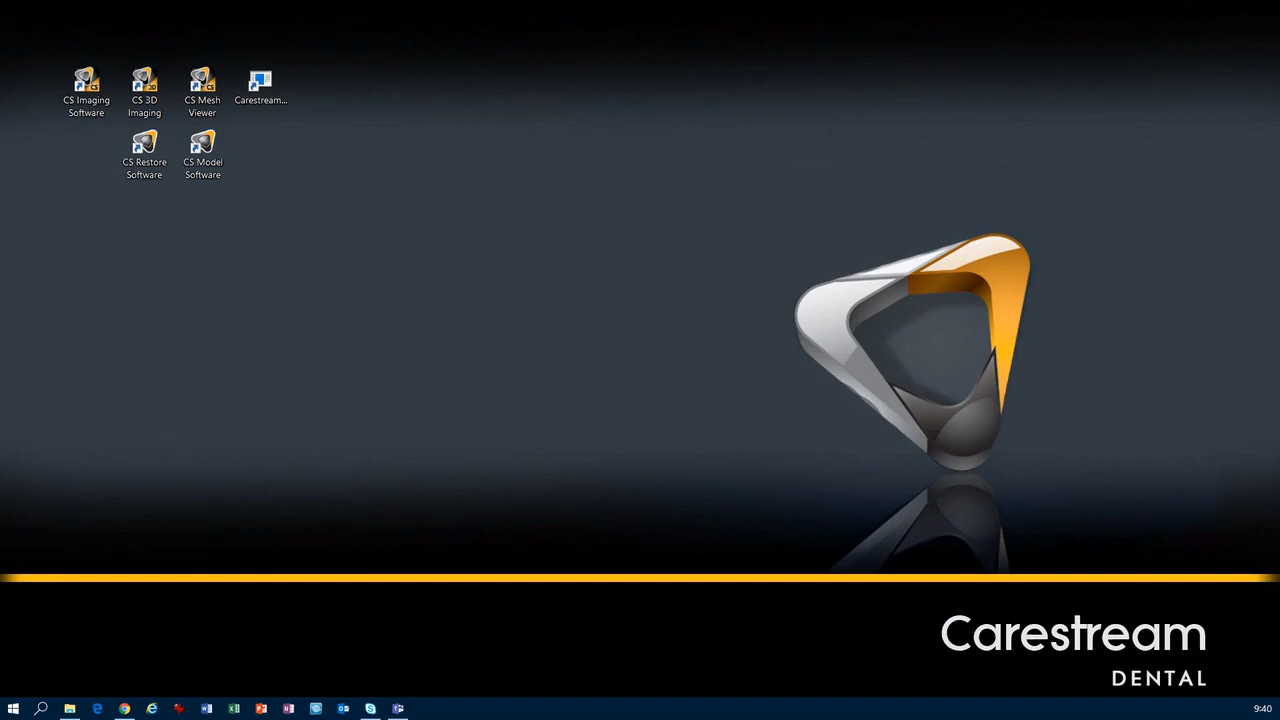 CS Imaging
Software
CS 3D
Imaging
CS Mesh
Viewer
Carestream...
CS Restore
Software
CS Model
Software
Carestream
DENTAL
9:40